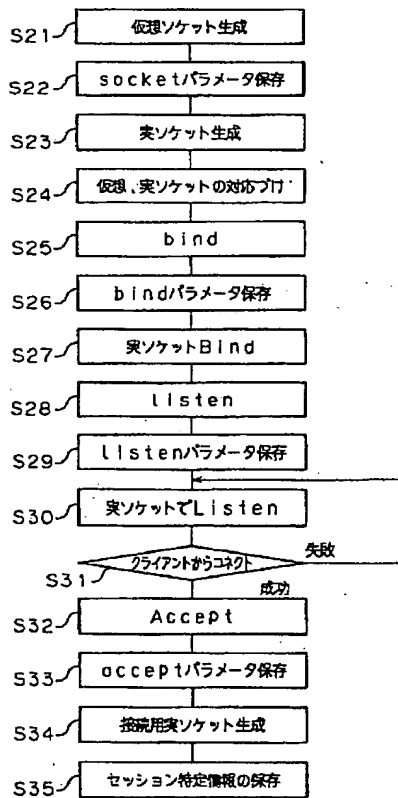 S21 仮想ソケット生成
S22 socketパラメータ保存
S23 実ソケット生成
S24 仮想、実ソケットの対応づけ
S25 bind
S26 bindパラメータ保存
S27 実ソケットBind
S28 listen
S29 listenパラメータ保存
S30 実ソケットでListen
S31 クライアントからコネクト 失敗
成功
S32 Accept
S33 acceptパラメータ保存
S34 接続用実ソケット生成
S35 セッション特定情報の保存